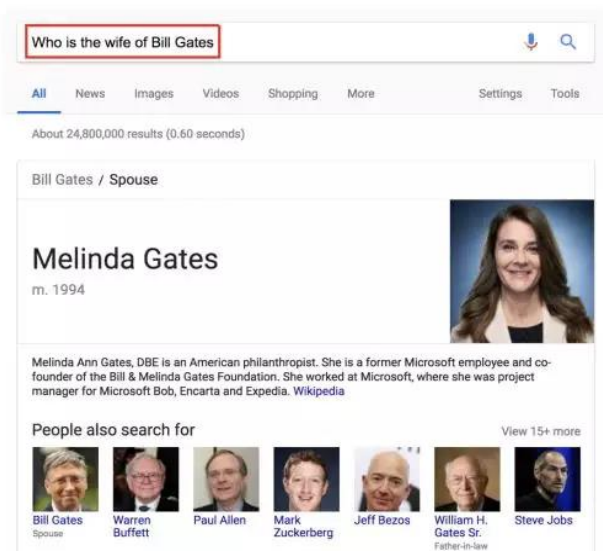 Who is the wife of Bill Gates
All News Images Videos Shopping More Settings Tools
About 24,800,000 results (0.60 seconds)
Bill Gates / Spouse
Melinda Gates
m. 1994
Melinda Ann Gates, DBE is an American philanthropist. She is a former Microsoft employee and co-
founder of the Bill & Melinda Gates Foundation. She worked at Microsoft, where she was project
manager for Microsoft Bob, Encarta and Expedia. Wikipedia
People also search for View 15+ more
Bill Gates
Spouse
Warren
Buffett
Paul Allen
Mark
Zuckerberg
Jeff Bezos
William H.
Gates Sr.
Father-in-law
Steve Jobs